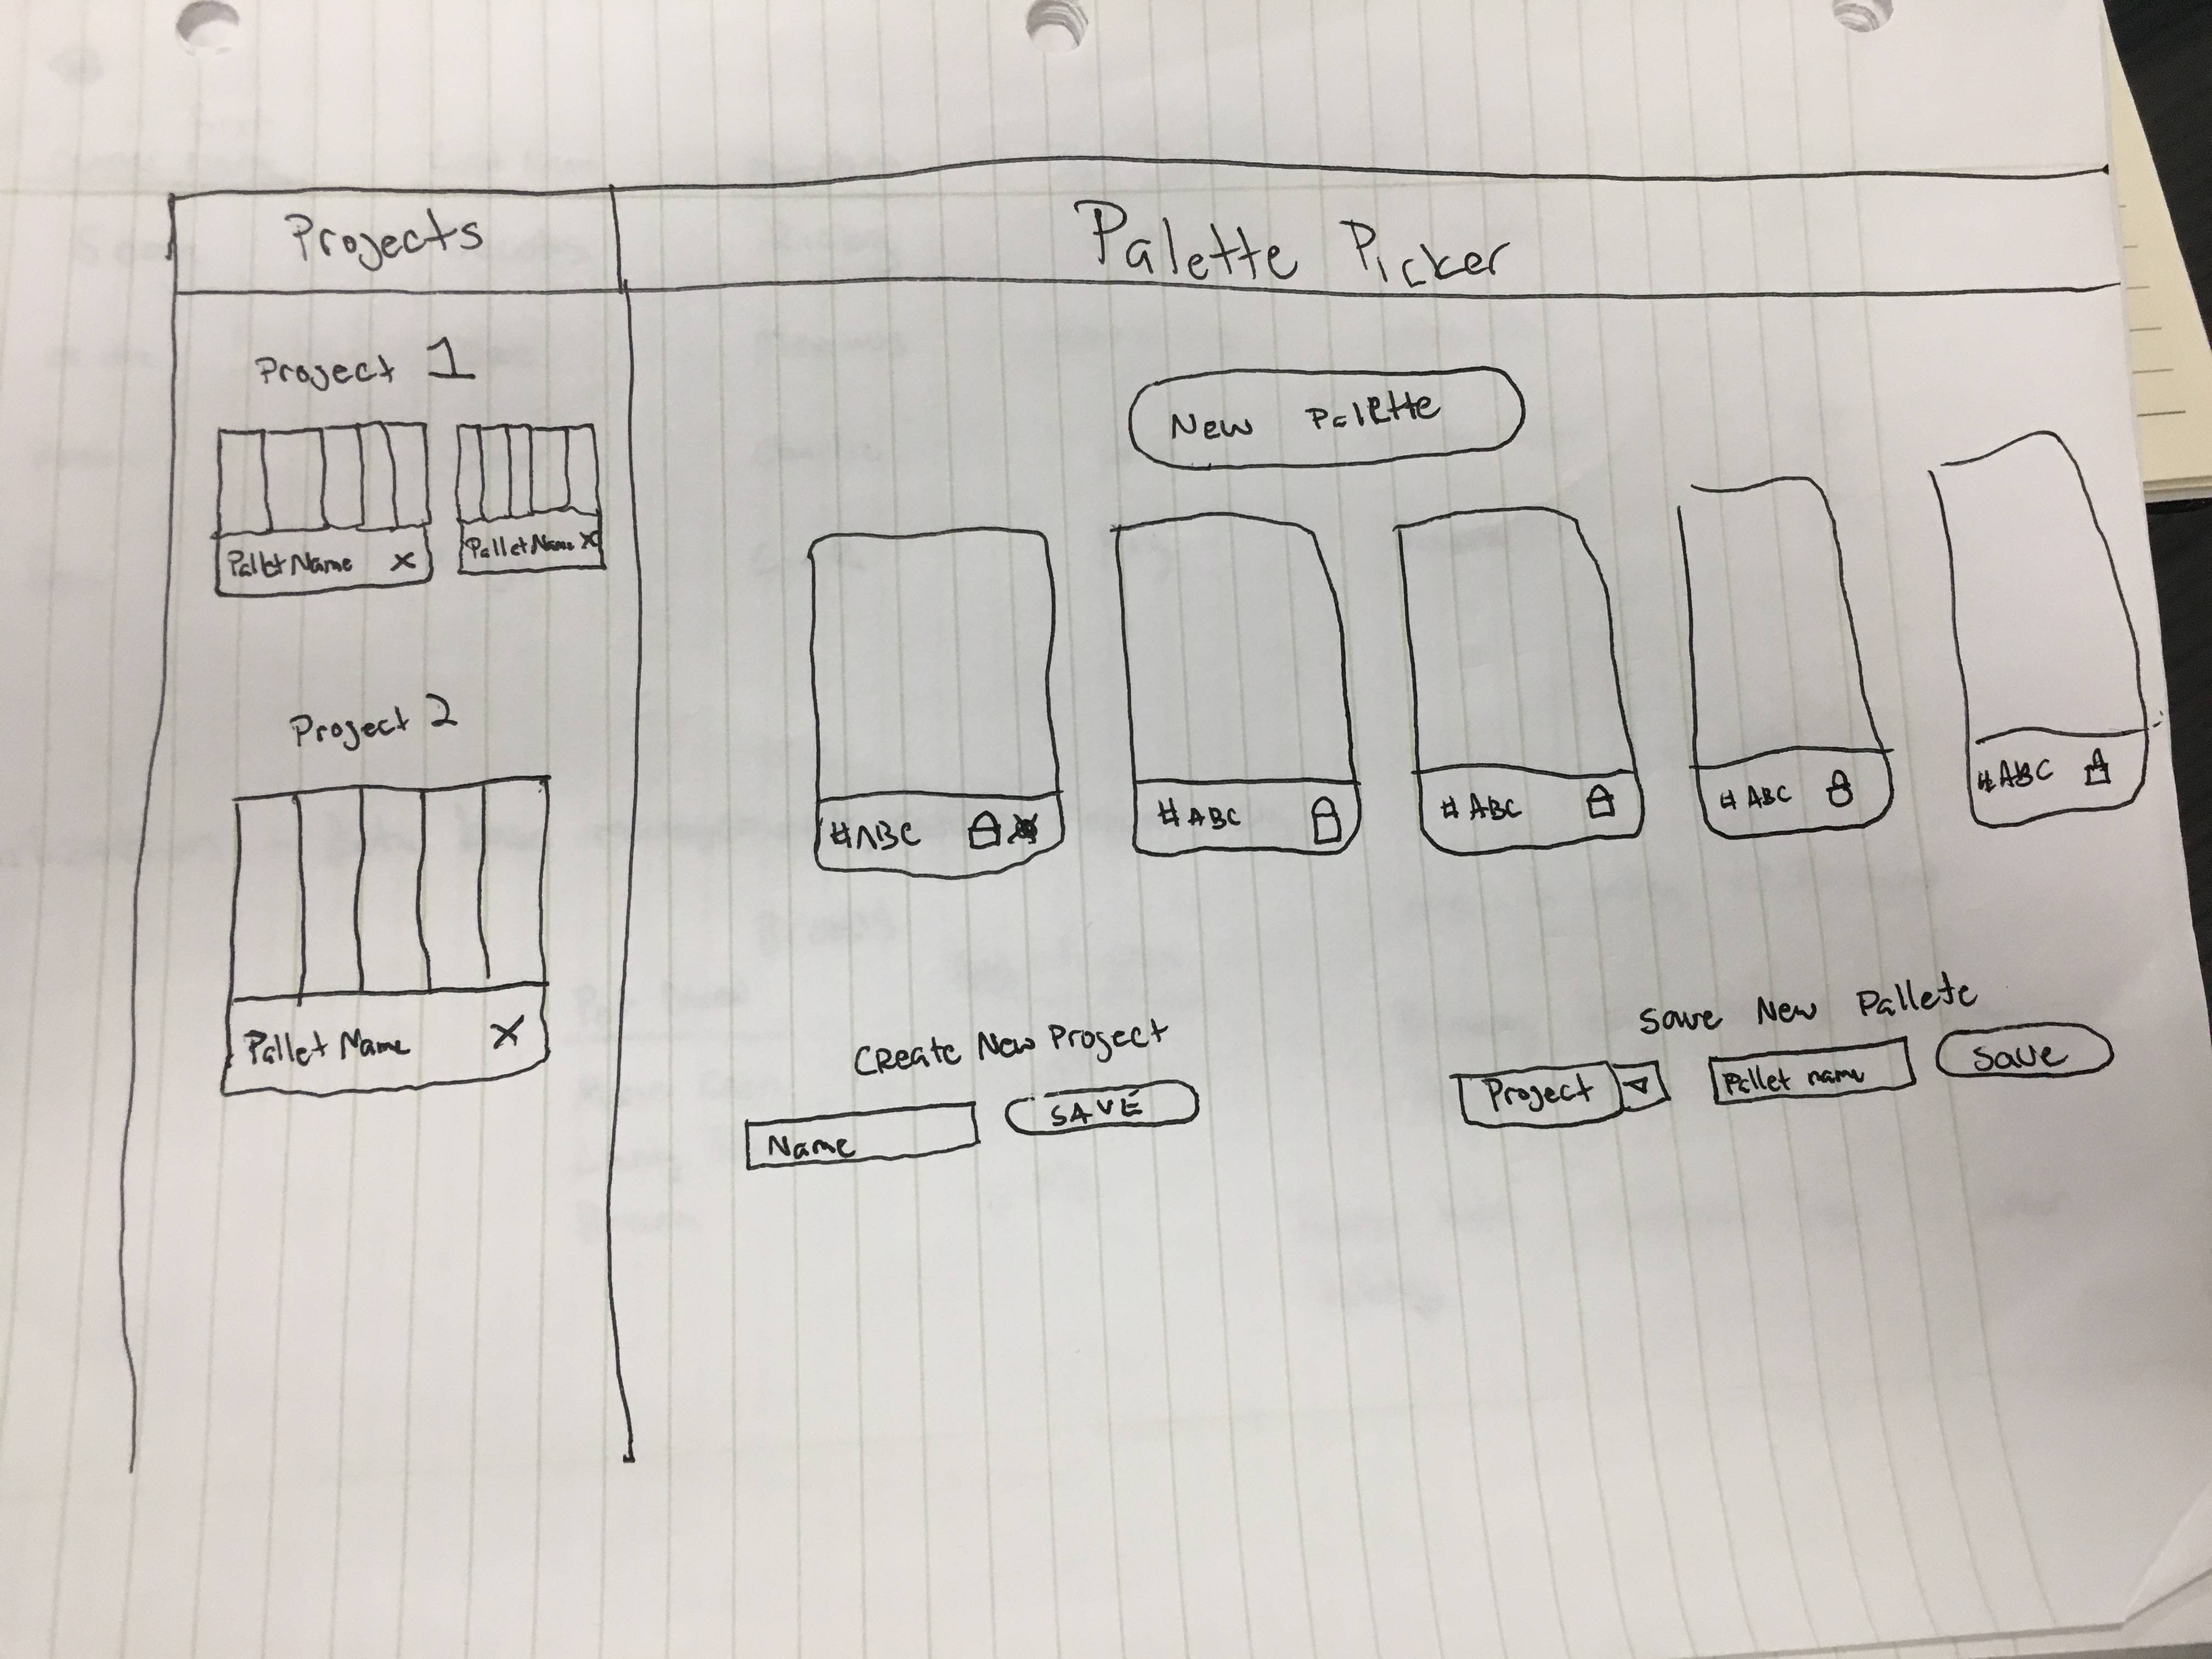 Projects
Palette Picker
Project 1
Pallet Name X
Pallet Name X
Project 2
Pallet Name X
New Palette
#ABC
#ABC
#ABC
#ABC
#ABC
Create New Project
Name
SAVE
Save New Pallete
Project
Pallet name
Save